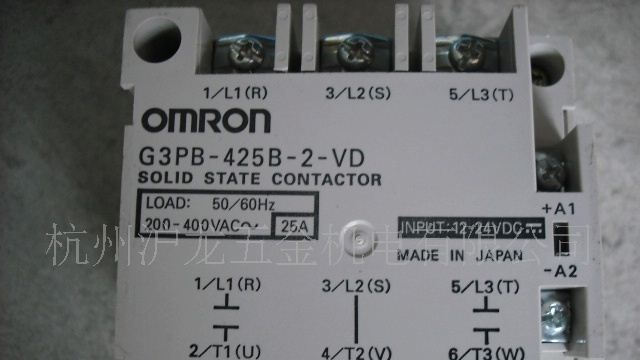 1/L1(R) 3/L2(S) 5/L3(T)
OMRON
G3PB-425B-2-VD
SOLID STATE CONTACTOR
LOAD: 50/60Hz
200-400VAC~ 25A
INPUT:12-24VDC⎓
+A1
MADE IN JAPAN
-A2
杭州沪龙五金机电有限公司
1/L1(R) 3/L2(S) 5/L3(T)
2/T1(U) 4/T2(V) 6/T3(W)